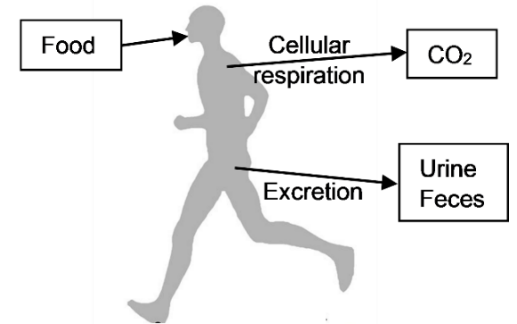 Food
Cellular
respiration
CO₂
Excretion
Urine
Feces